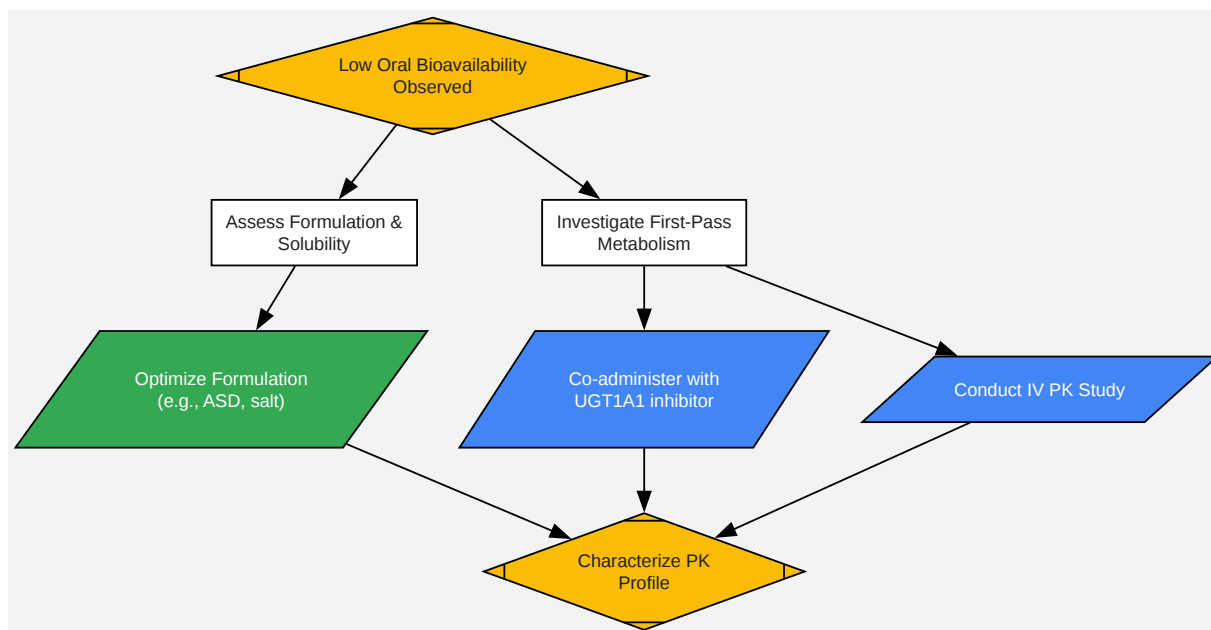 Low Oral Bioavailability
Observed
Assess Formulation &
Solubility
Investigate First-Pass
Metabolism
Optimize Formulation
(e.g., ASD, salt)
Co-administer with
UGT1A1 inhibitor
Conduct IV PK Study
Characterize PK
Profile